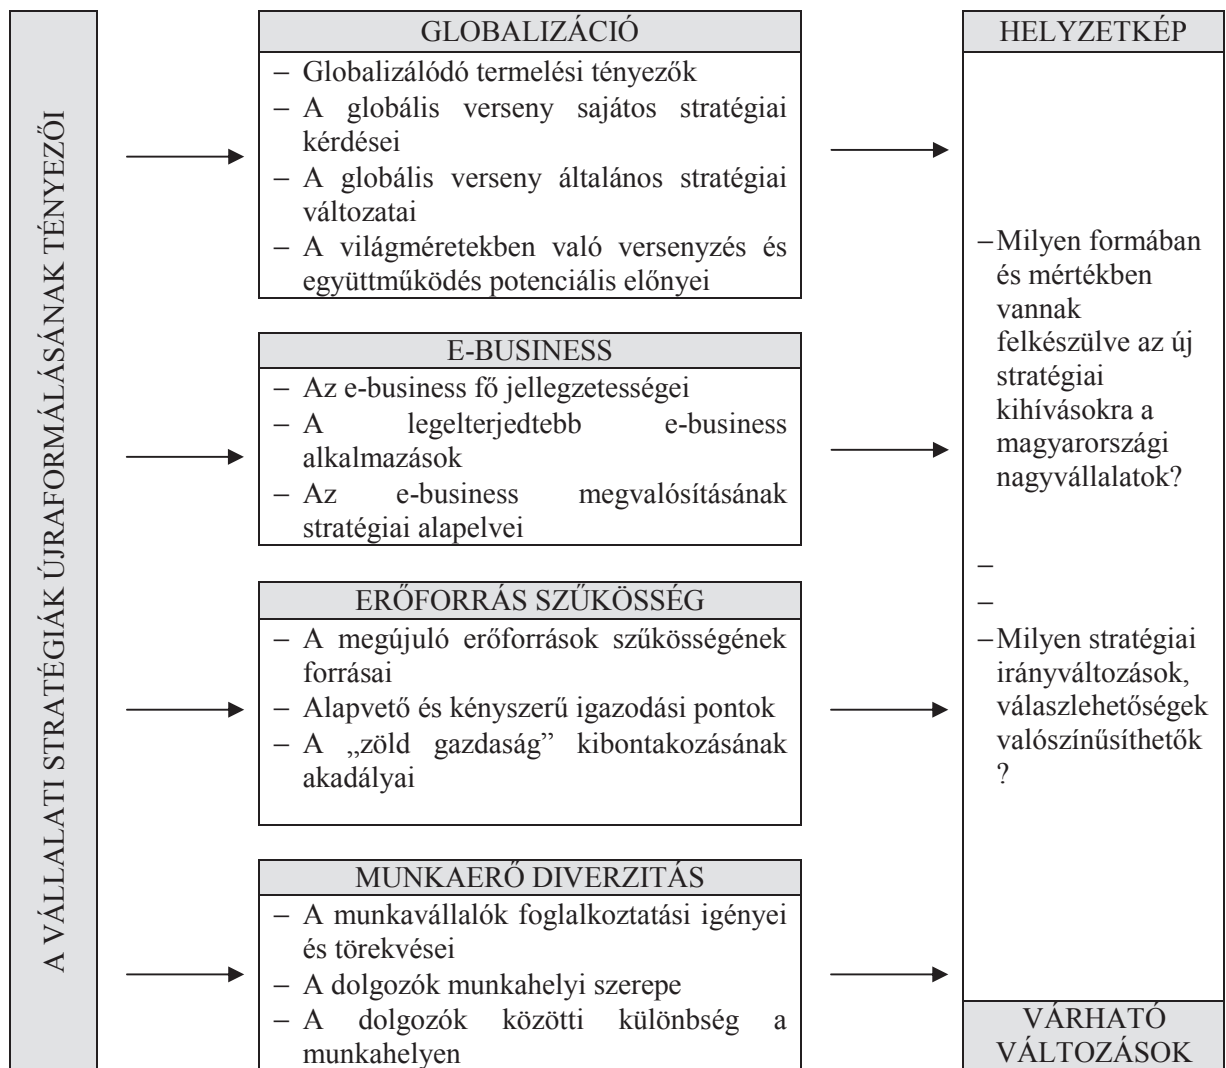 A VÁLLALATI STRATÉGIÁK ÚJRAFORMÁLÁSÁNAK TÉNYEZŐI
GLOBALIZÁCIÓ
− Globalizálódó termelési tényezők
− A globális verseny sajátos stratégiai
kérdései
− A globális verseny általános stratégiai
változatai
− A világméretekben való versenyzés és
együttműködés potenciális előnyei
E-BUSINESS
− Az e-business fő jellegzetességei
− A legelterjedtebb e-business
alkalmazások
− Az e-business megvalósításának
stratégiai alapelvei
ERŐFORRÁS SZŰKÖSSÉG
− A megújuló erőforrások szűkösségének
forrásai
− Alapvető és kényszerű igazodási pontok
− A „zöld gazdaság” kibontakozásának
akadályai
MUNKAERŐ DIVERZITÁS
− A munkavállalók foglalkoztatási igényei
és törekvései
− A dolgozók munkahelyi szerepe
− A dolgozók közötti különbség a
munkahelyen
HELYZETKÉP
−Milyen formában
és mértékben
vannak
felkészülve az új
stratégiai
kihívásokra a
magyarországi
nagyvállalatok?
−
−
−Milyen stratégiai
irányváltozások,
válaszlehetőségek
valószínűsíthetők
?
VÁRHATÓ
VÁLTOZÁSOK